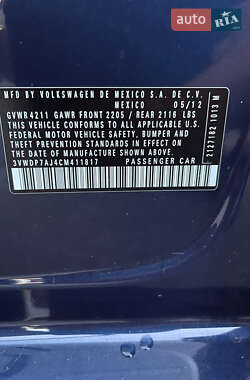 MFD BY VOLKSWAGEN DE MEXICO S.A. DE C.V.
MEXICO 05/12
GVWR 4211 GAWR FRONT 2205 / REAR 2116 LBS
THIS VEHICLE CONFORMS TO ALL APPLICABLE U.S.
FEDERAL MOTOR VEHICLE SAFETY, BUMPER AND
THEFT PREVENTION STANDARDS IN EFFECT ON THE
DATE OF MANUFACTURE SHOWN ABOVE.
3VWDP7AJ4CM411817 PASSENGER CAR
2127182 1013 M